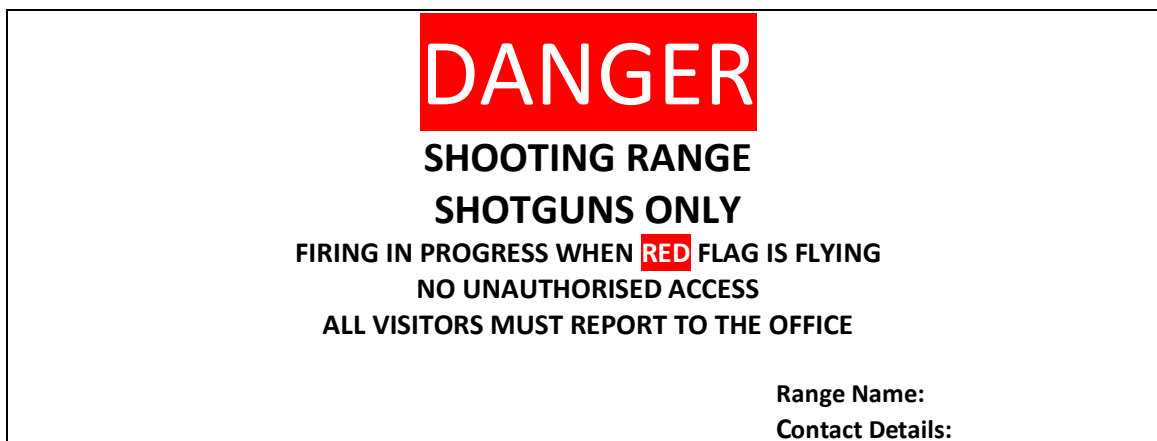 DANGER
SHOOTING RANGE
SHOTGUNS ONLY
FIRING IN PROGRESS WHEN RED FLAG IS FLYING
NO UNAUTHORISED ACCESS
ALL VISITORS MUST REPORT TO THE OFFICE
Range Name:
Contact Details: